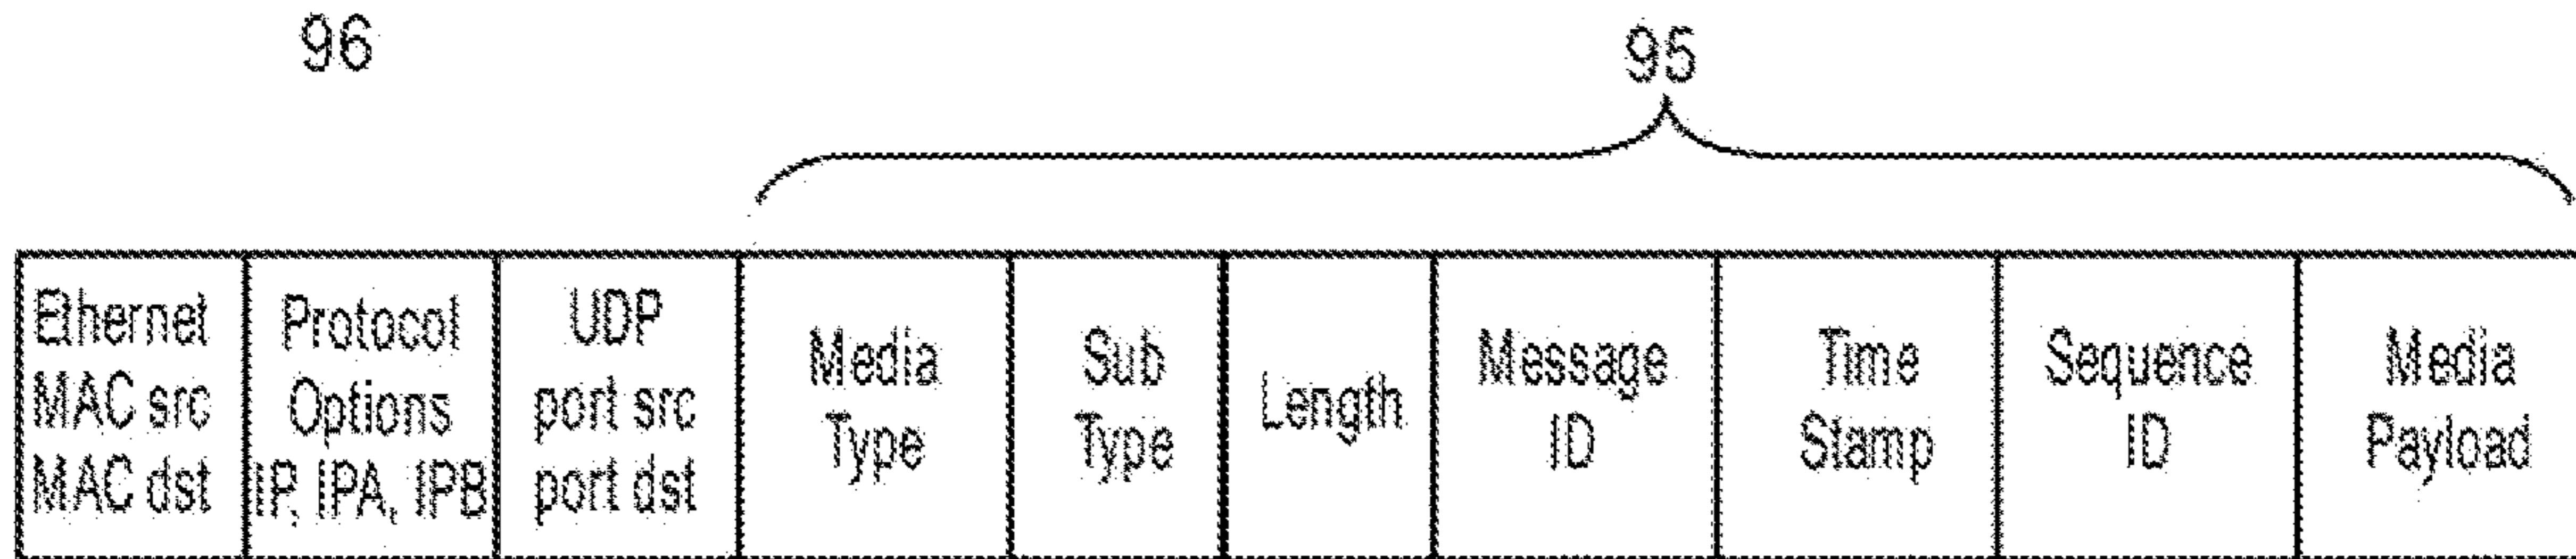 96
95
Ethernet
MAC src
MAC dst
Protocol
Options
IP, IPA, IPB
UDP
port src
port dst
Media
Type
Sub
Type
Length
Message
ID
Time
Stamp
Sequence
ID
Media
Payload